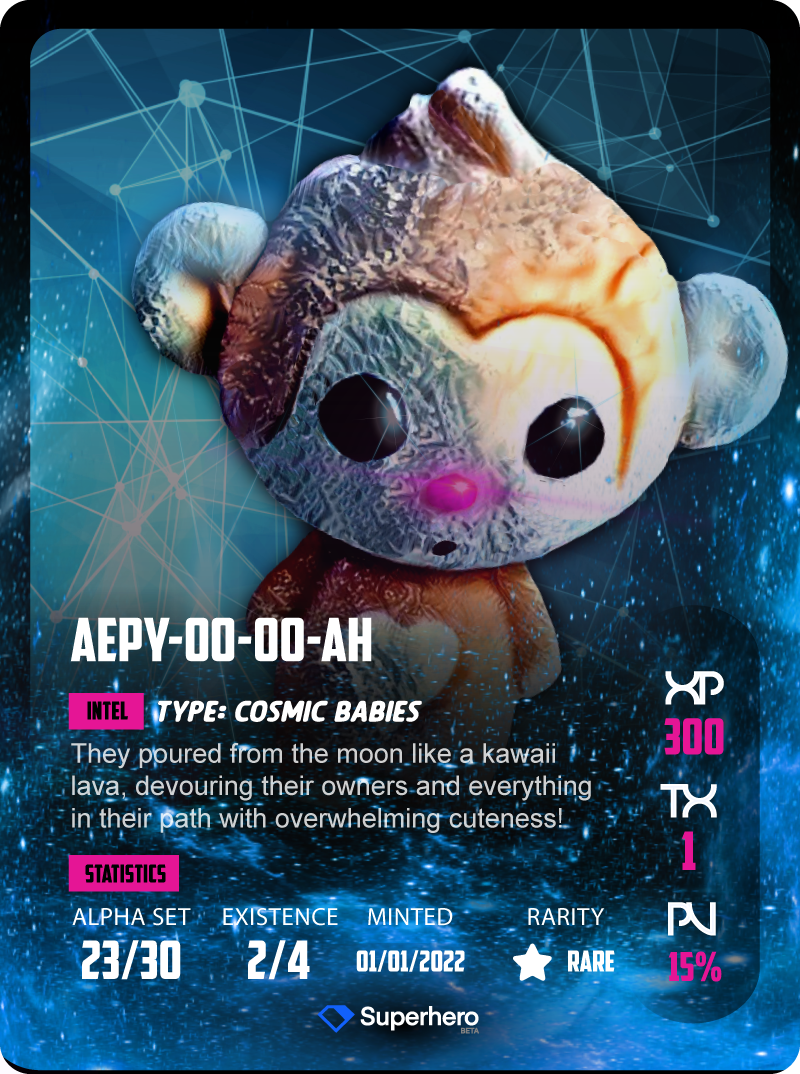 AEPY-00-00-AH
INTEL TYPE: COSMIC BABIES
They poured from the moon like a kawaii
lava, devouring their owners and everything
in their path with overwhelming cuteness!
STATISTICS
ALPHA SET EXISTENCE MINTED RARITY
23/30 2/4 01/01/2022 RARE
XP
300
TX
1
PV
15%
Superhero
BETA